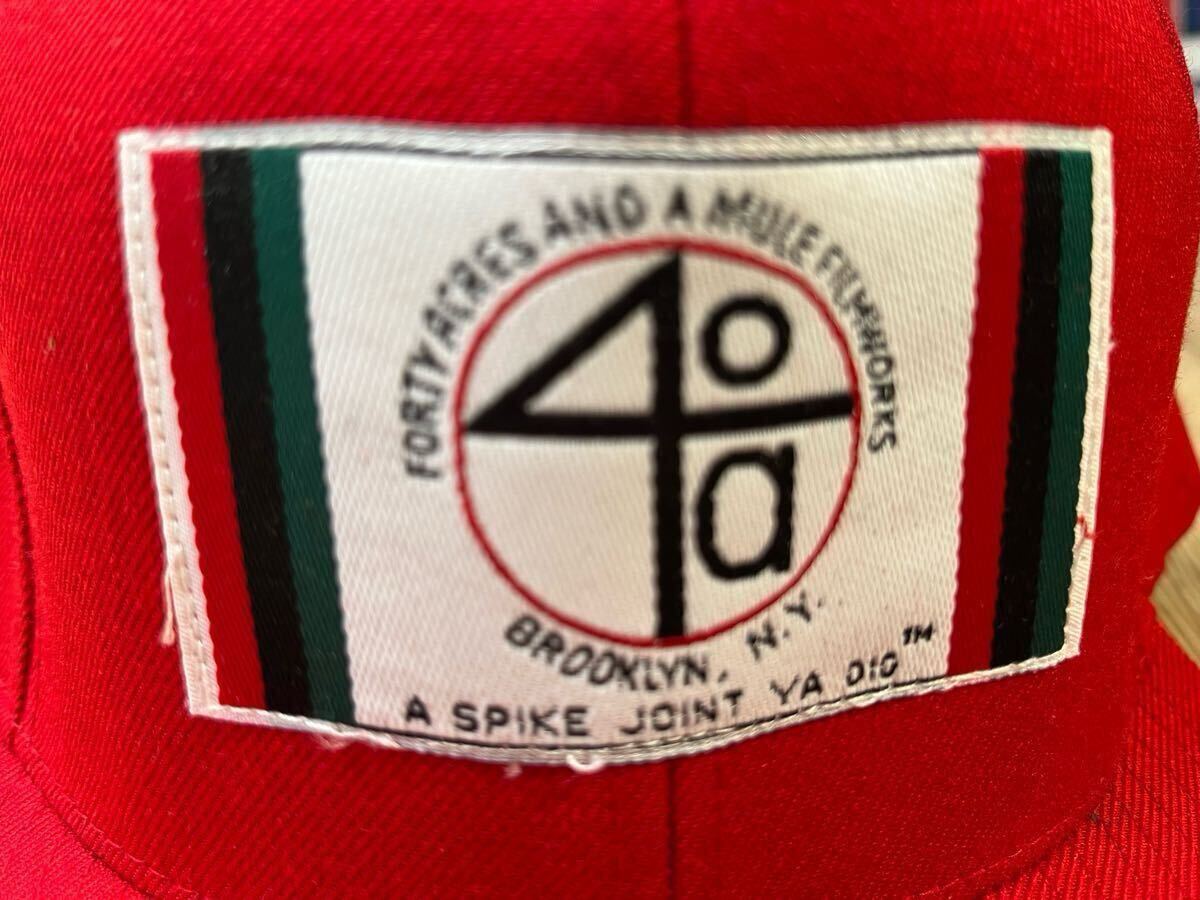 FORTY ACRES AND A MULE FILMWORKS
4
o
a
BROOKLYN. N.Y.
A SPIKE JOINT YA DIG™